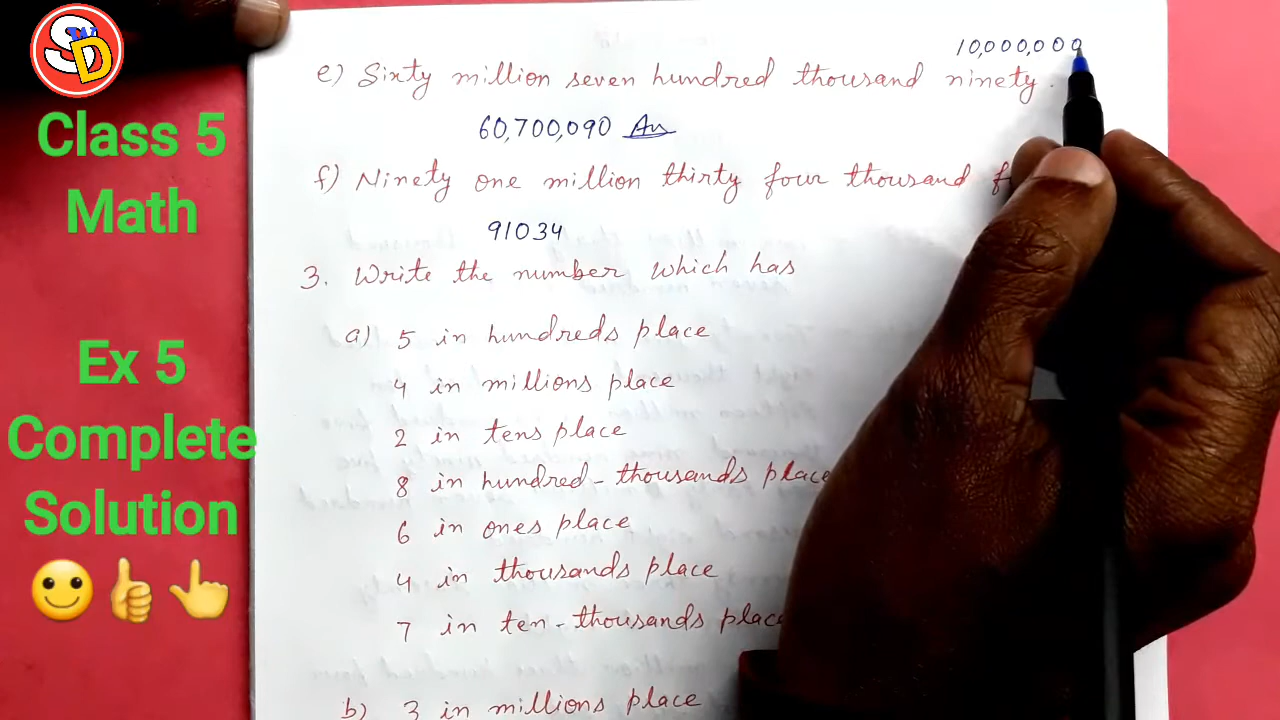 SWD
Class 5
Math
Ex 5
Complete
Solution
10,000,000
e) Sixty million seven hundred thousand ninety.
60,700,090 An
f) Ninety one million thirty four thousand
91034
3. Write the number which has
a) 5 in hundreds place
4 in millions place
2 in tens place
8 in hundred-thousands place
6 in ones place
4 in thousands place
7 in ten-thousands place
b) 3 in millions place